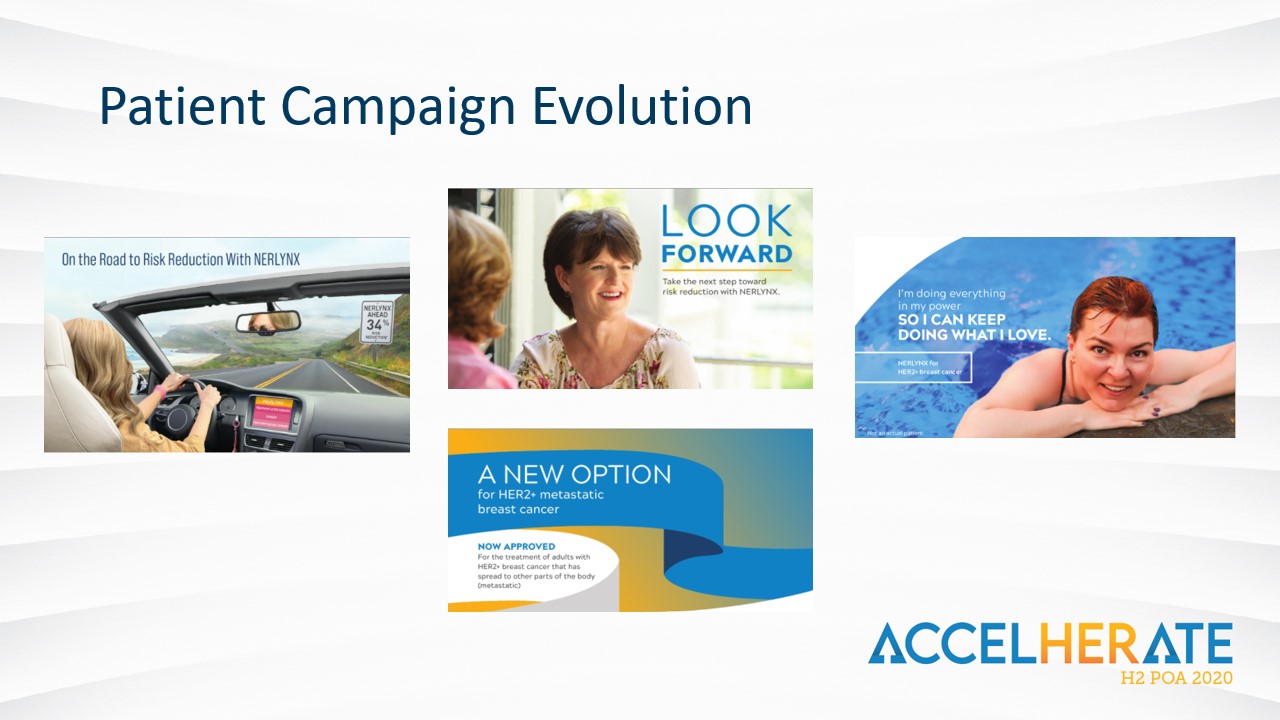 Patient Campaign Evolution
On the Road to Risk Reduction With NERLYNX
NERLYNX
AHEAD
34%
RISK
REDUCTION
LOOK
FORWARD
Take the next step toward
risk reduction with NERLYNX.
A NEW OPTION
for HER2+ metastatic
breast cancer
NOW APPROVED
For the treatment of adults with
HER2+ breast cancer that has
spread to other parts of the body
(metastatic)
I'm doing everything
in my power
SO I CAN KEEP
DOING WHAT I LOVE.
NERLYNX for
HER2+ breast cancer
Not an actual patient.
ACCELHERATE
H2 POA 2020